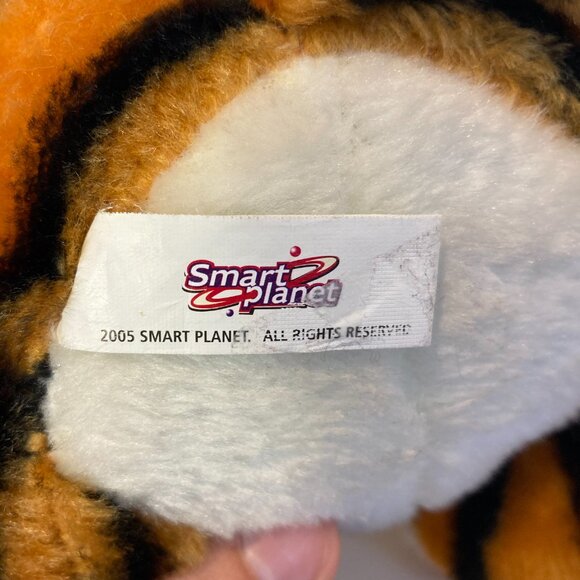 Smart
planet
2005 SMART PLANET. ALL RIGHTS RESERVED